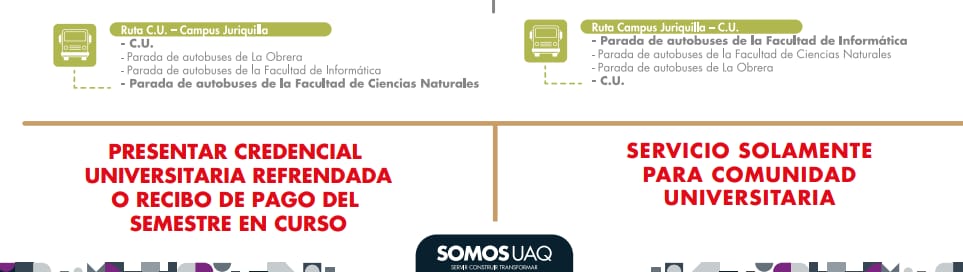 Ruta C.U. – Campus Juriquilla
- C.U.
- Parada de autobuses de La Obrera
- Parada de autobuses de la Facultad de Informática
- Parada de autobuses de la Facultad de Ciencias Naturales
Ruta Campus Juriquilla – C.U.
- Parada de autobuses de la Facultad de Informática
- Parada de autobuses de la Facultad de Ciencias Naturales
- Parada de autobuses de La Obrera
- C.U.
PRESENTAR CREDENCIAL
UNIVERSITARIA REFRENDADA
O RECIBO DE PAGO DEL
SEMESTRE EN CURSO
SERVICIO SOLAMENTE
PARA COMUNIDAD
UNIVERSITARIA
SOMOSUAQ
SERVIR CONSTRUIR TRANSFORMAR